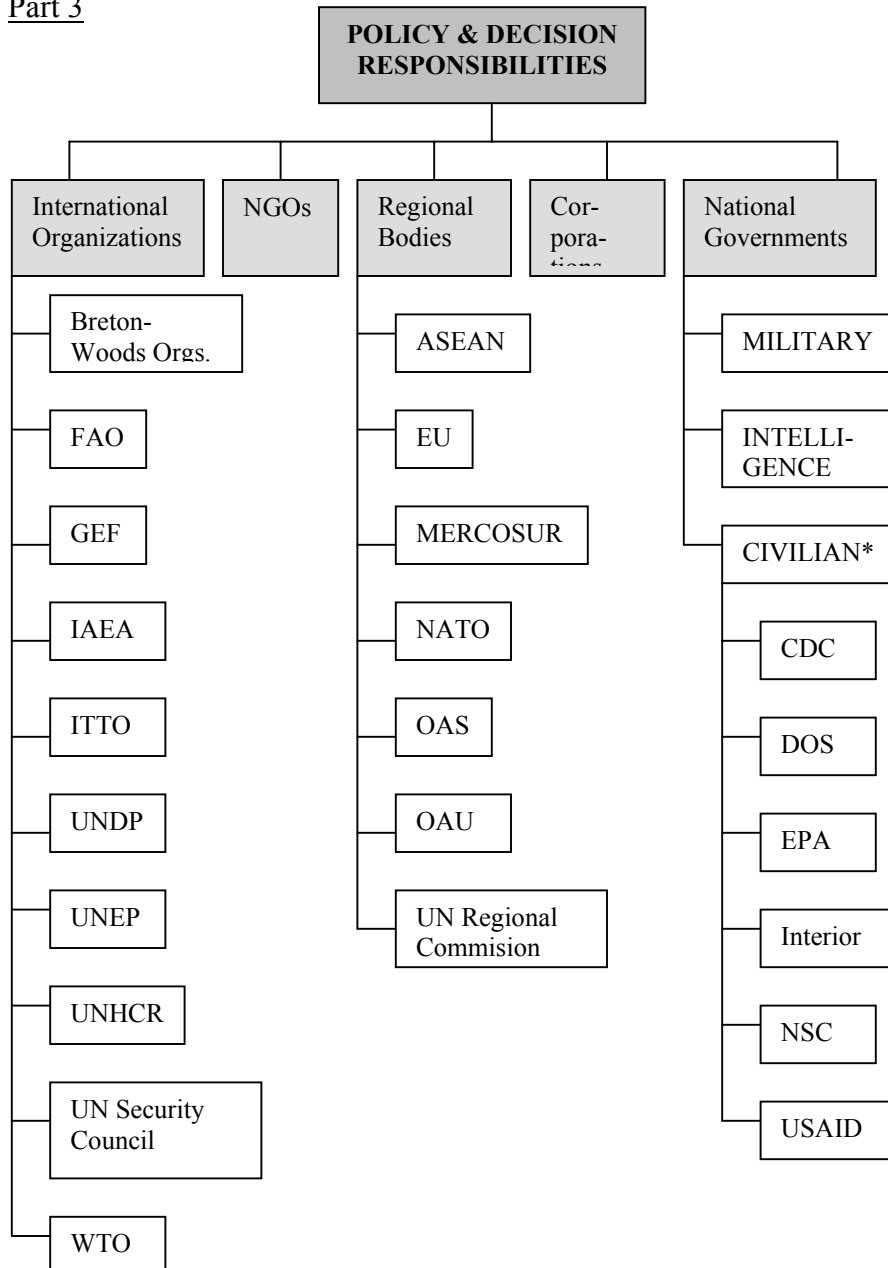 Part 3
POLICY & DECISION
RESPONSIBILITIES
International
Organizations
NGOs
Regional
Bodies
Cor-
pora-
tions
National
Governments
Breton-
Woods Orgs.
FAO
GEF
IAEA
ITTO
UNDP
UNEP
UNHCR
UN Security
Council
WTO
ASEAN
EU
MERCOSUR
NATO
OAS
OAU
UN Regional
Commision
MILITARY
INTELLI-
GENCE
CIVILIAN*
CDC
DOS
EPA
Interior
NSC
USAID